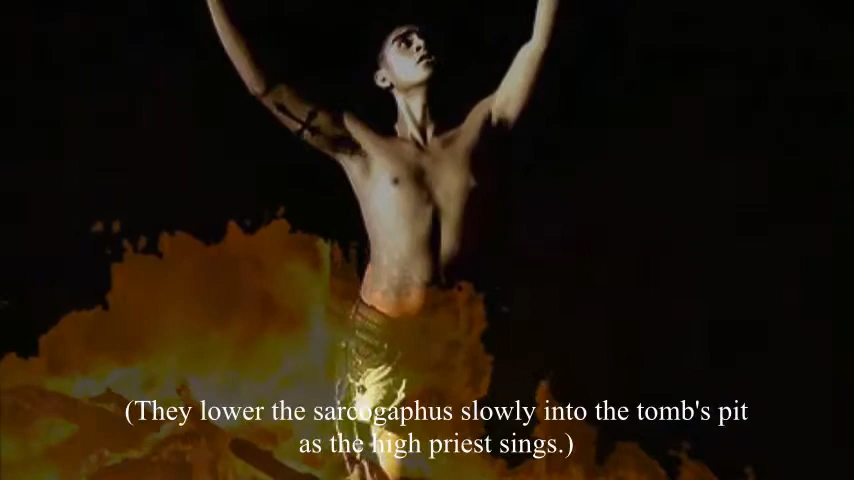 (They lower the sarcogaphus slowly into the tomb's pit
as the high priest sings.)